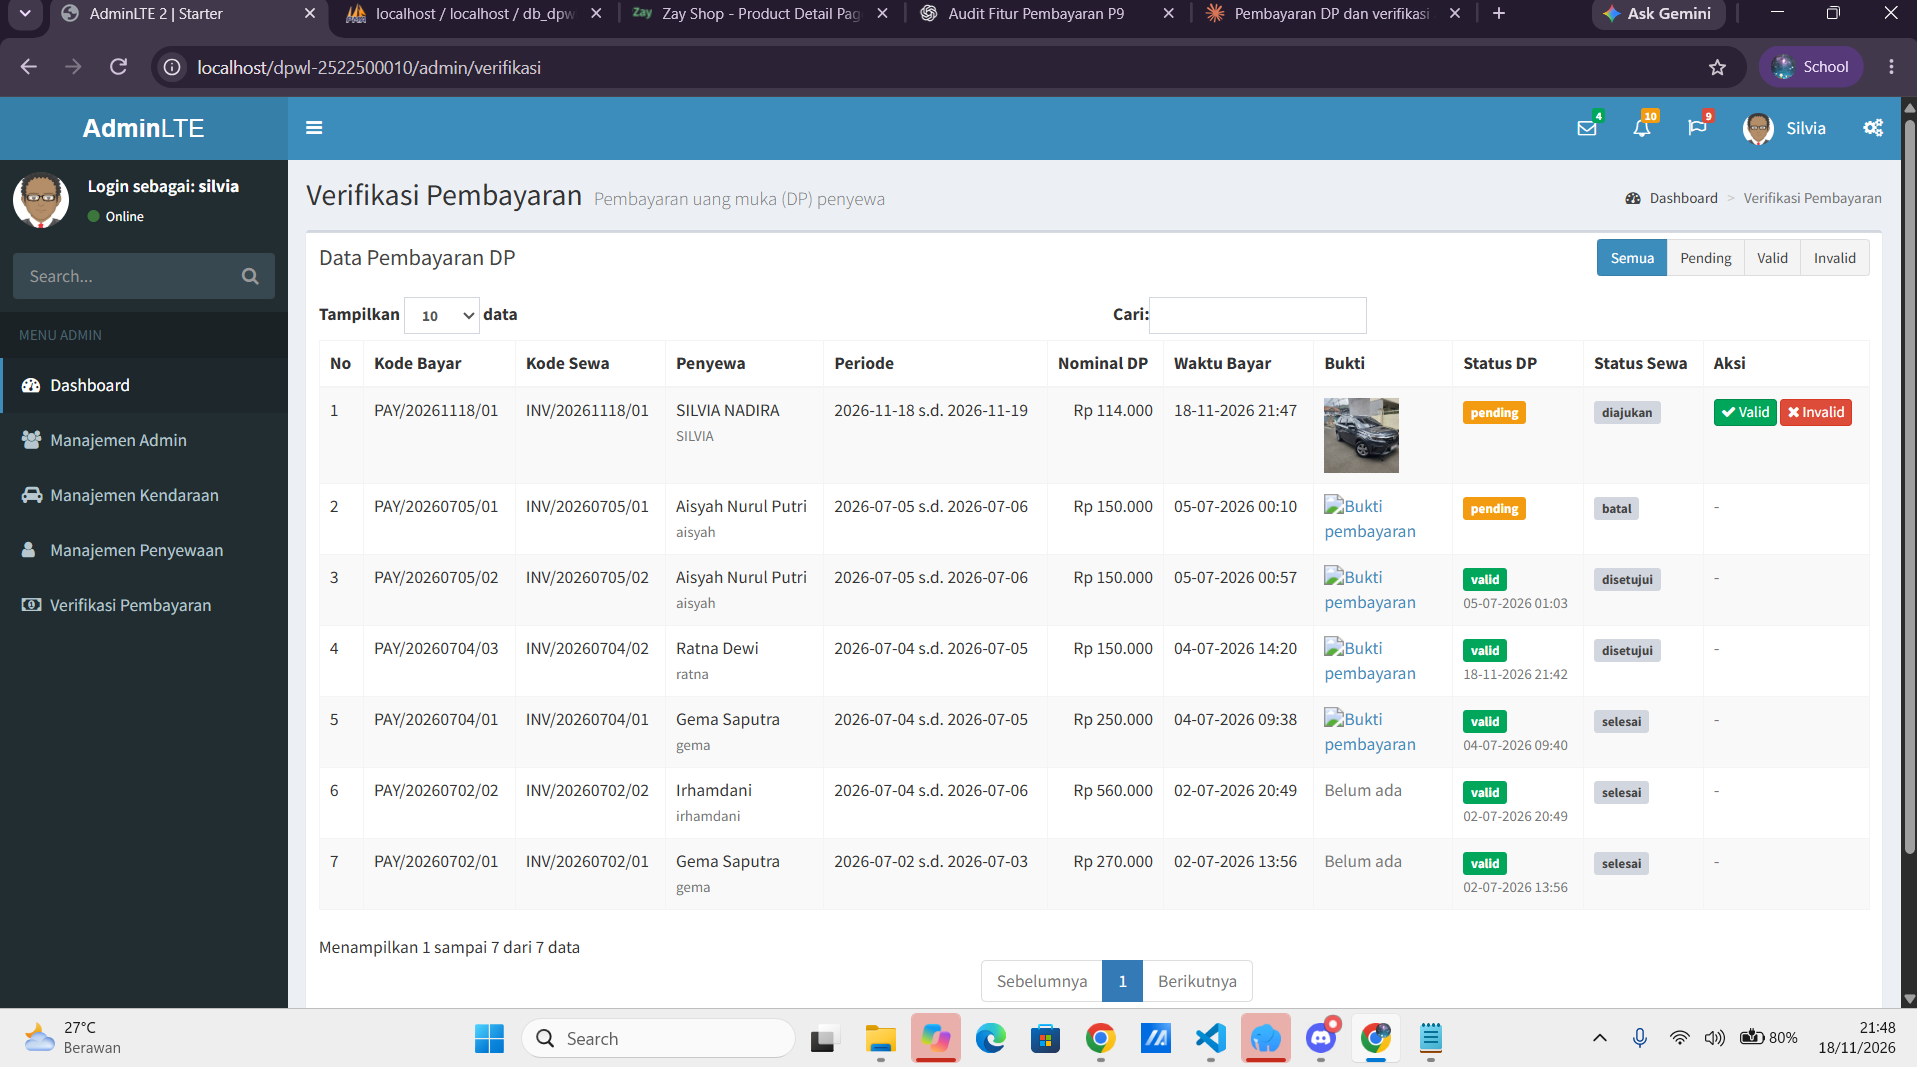 AdminLTE 2 | Starter
localhost / localhost / db_dpw
Zay Zay Shop - Product Detail Pag
Audit Fitur Pembayaran P9
Pembayaran DP dan verifikasi
Ask Gemini
localhost/dpwl-2522500010/admin/verifikasi
School
AdminLTE
4
10
9
Silvia
Login sebagai: silvia
Online
Search...
MENU ADMIN
Dashboard
Manajemen Admin
Manajemen Kendaraan
Manajemen Penyewaan
Verifikasi Pembayaran
Verifikasi Pembayaran Pembayaran uang muka (DP) penyewa
Dashboard > Verifikasi Pembayaran
Data Pembayaran DP
Semua Pending Valid Invalid
Tampilkan 10 data
Cari:
No Kode Bayar Kode Sewa Penyewa Periode Nominal DP Waktu Bayar Bukti Status DP Status Sewa Aksi
1 PAY/20261118/01 INV/20261118/01 SILVIA NADIRA 2026-11-18 s.d. 2026-11-19 Rp 114.000 18-11-2026 21:47 pending diajukan Valid Invalid
SILVIA
2 PAY/20260705/01 INV/20260705/01 Aisyah Nurul Putri 2026-07-05 s.d. 2026-07-06 Rp 150.000 05-07-2026 00:10 Bukti pending batal -
aisyah pembayaran
3 PAY/20260705/02 INV/20260705/02 Aisyah Nurul Putri 2026-07-05 s.d. 2026-07-06 Rp 150.000 05-07-2026 00:57 Bukti valid disetujui -
aisyah pembayaran 05-07-2026 01:03
4 PAY/20260704/03 INV/20260704/02 Ratna Dewi 2026-07-04 s.d. 2026-07-05 Rp 150.000 04-07-2026 14:20 Bukti valid disetujui -
ratna pembayaran 18-11-2026 21:42
5 PAY/20260704/01 INV/20260704/01 Gema Saputra 2026-07-04 s.d. 2026-07-05 Rp 250.000 04-07-2026 09:38 Bukti valid selesai -
gema pembayaran 04-07-2026 09:40
6 PAY/20260702/02 INV/20260702/02 Irhamdani 2026-07-04 s.d. 2026-07-06 Rp 560.000 02-07-2026 20:49 Belum ada valid selesai -
irhamdani 02-07-2026 20:49
7 PAY/20260702/01 INV/20260702/01 Gema Saputra 2026-07-02 s.d. 2026-07-03 Rp 270.000 02-07-2026 13:56 Belum ada valid selesai -
gema 02-07-2026 13:56
Menampilkan 1 sampai 7 dari 7 data
Sebelumnya 1 Berikutnya
27°C
Berawan
Search
80%
21:48
18/11/2026